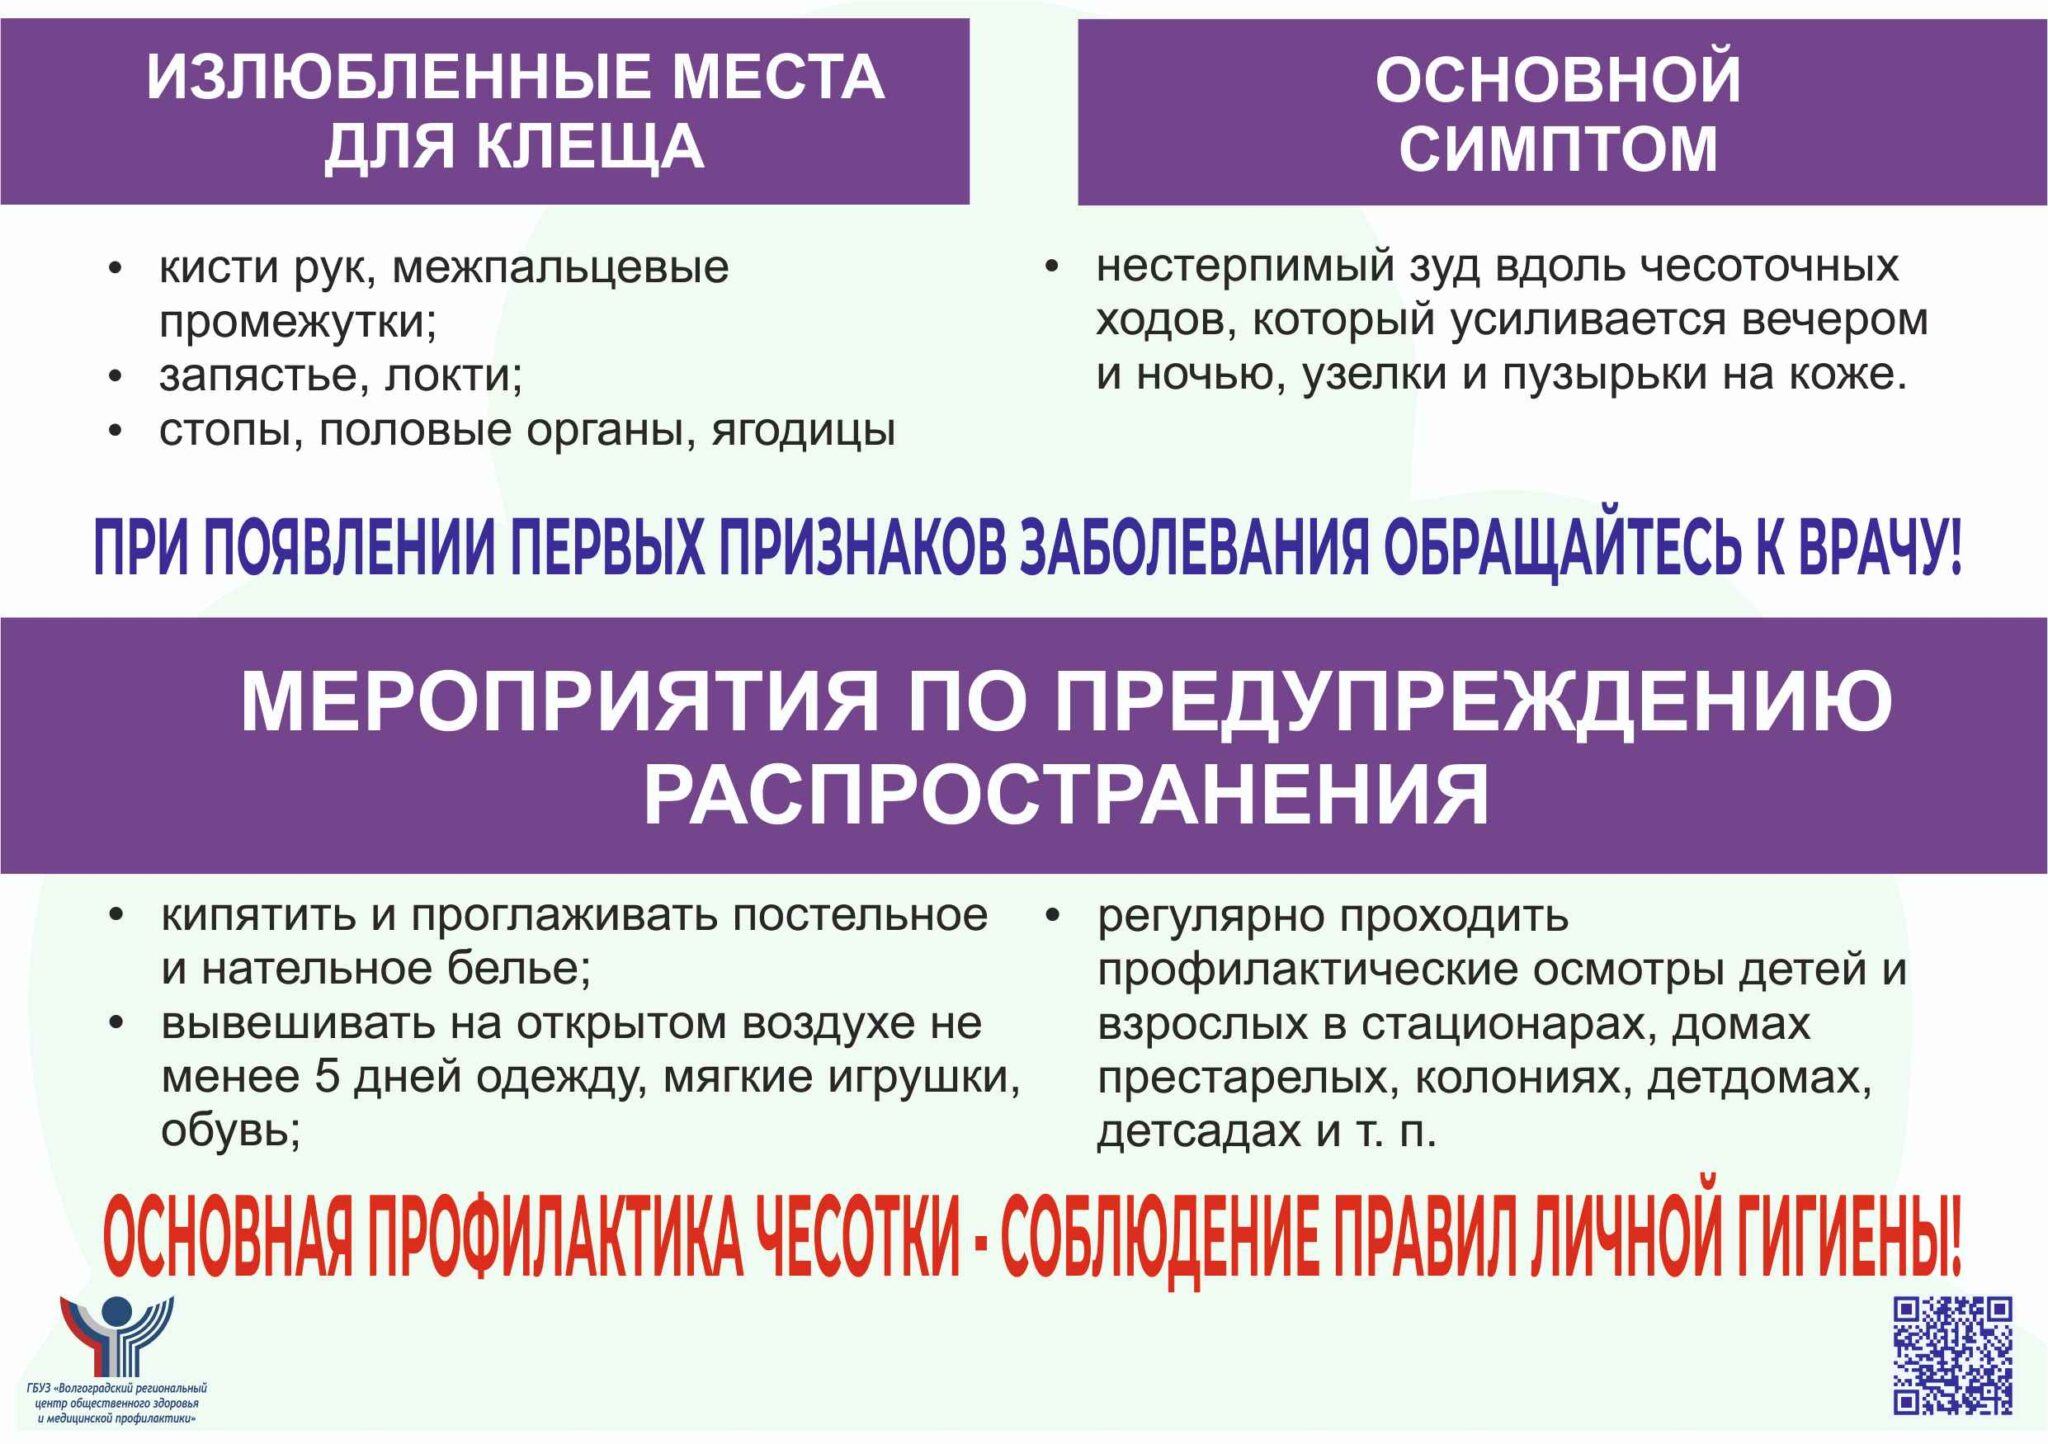 ИЗЛЮБЛЕННЫЕ МЕСТА
ДЛЯ КЛЕЩА
• кисти рук, межпальцевые
промежутки;
• запястье, локти;
• стопы, половые органы, ягодицы
ОСНОВНОЙ
СИМПТОМ
• нестерпимый зуд вдоль чесоточных
ходов, который усиливается вечером
и ночью, узелки и пузырьки на коже.
ПРИ ПОЯВЛЕНИИ ПЕРВЫХ ПРИЗНАКОВ ЗАБОЛЕВАНИЯ ОБРАЩАЙТЕСЬ К ВРАЧУ!
МЕРОПРИЯТИЯ ПО ПРЕДУПРЕЖДЕНИЮ
РАСПРОСТРАНЕНИЯ
• кипятить и проглаживать постельное
и нательное белье;
• вывешивать на открытом воздухе не
менее 5 дней одежду, мягкие игрушки,
обувь;
• регулярно проходить
профилактические осмотры детей и
взрослых в стационарах, домах
престарелых, колониях, детдомах,
детсадах и т. п.
ОСНОВНАЯ ПРОФИЛАКТИКА ЧЕСОТКИ - СОБЛЮДЕНИЕ ПРАВИЛ ЛИЧНОЙ ГИГИЕНЫ!
ГБУЗ «Волгоградский региональный
центр общественного здоровья
и медицинской профилактики»